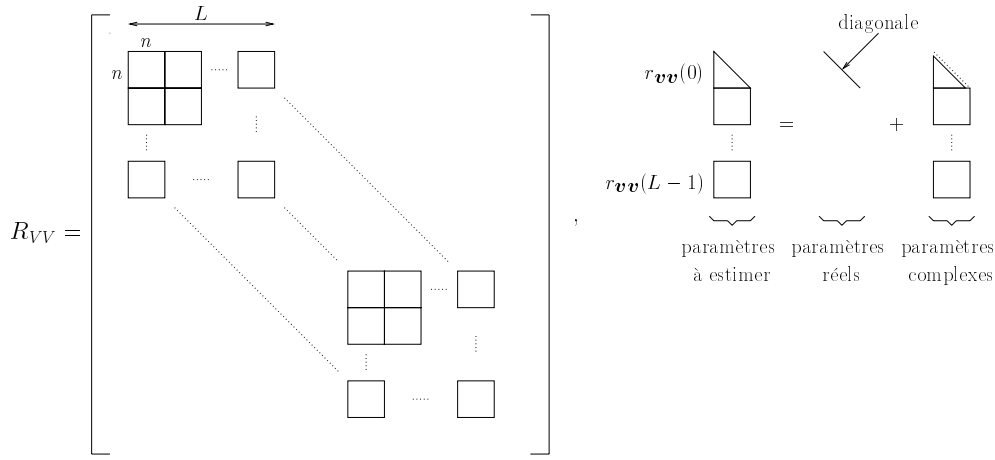 L
n
n
R_{VV} =
,
diagonale
r_{vv}(0)
=
+
r_{vv}(L − 1)
paramètres
à estimer
paramètres
réels
paramètres
complexes